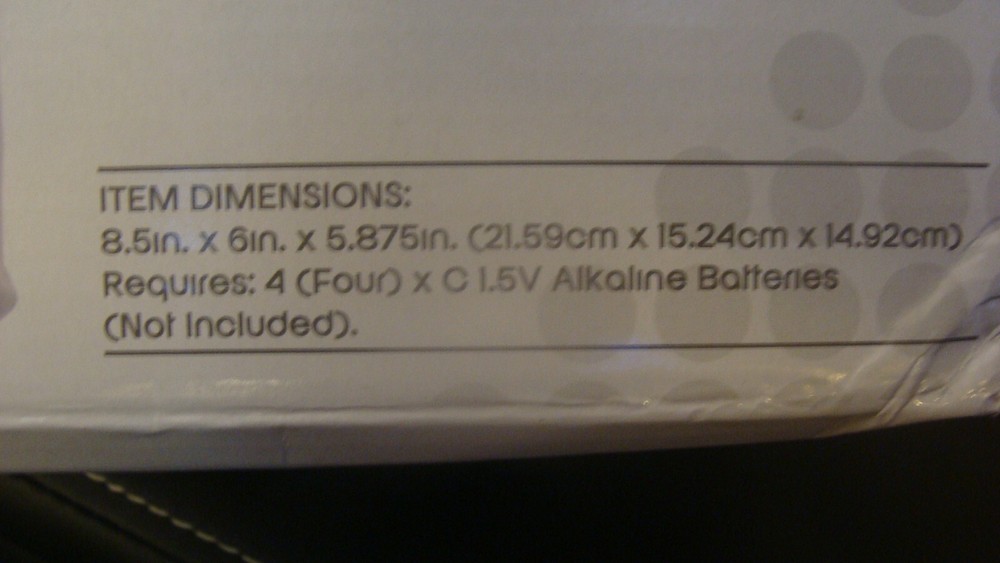 ITEM DIMENSIONS:
8.5in. x 6in. x 5.875in. (21.59cm x 15.24cm x 14.92cm)
Requires: 4 (Four) x C 1.5V Alkaline Batteries
(Not Included).